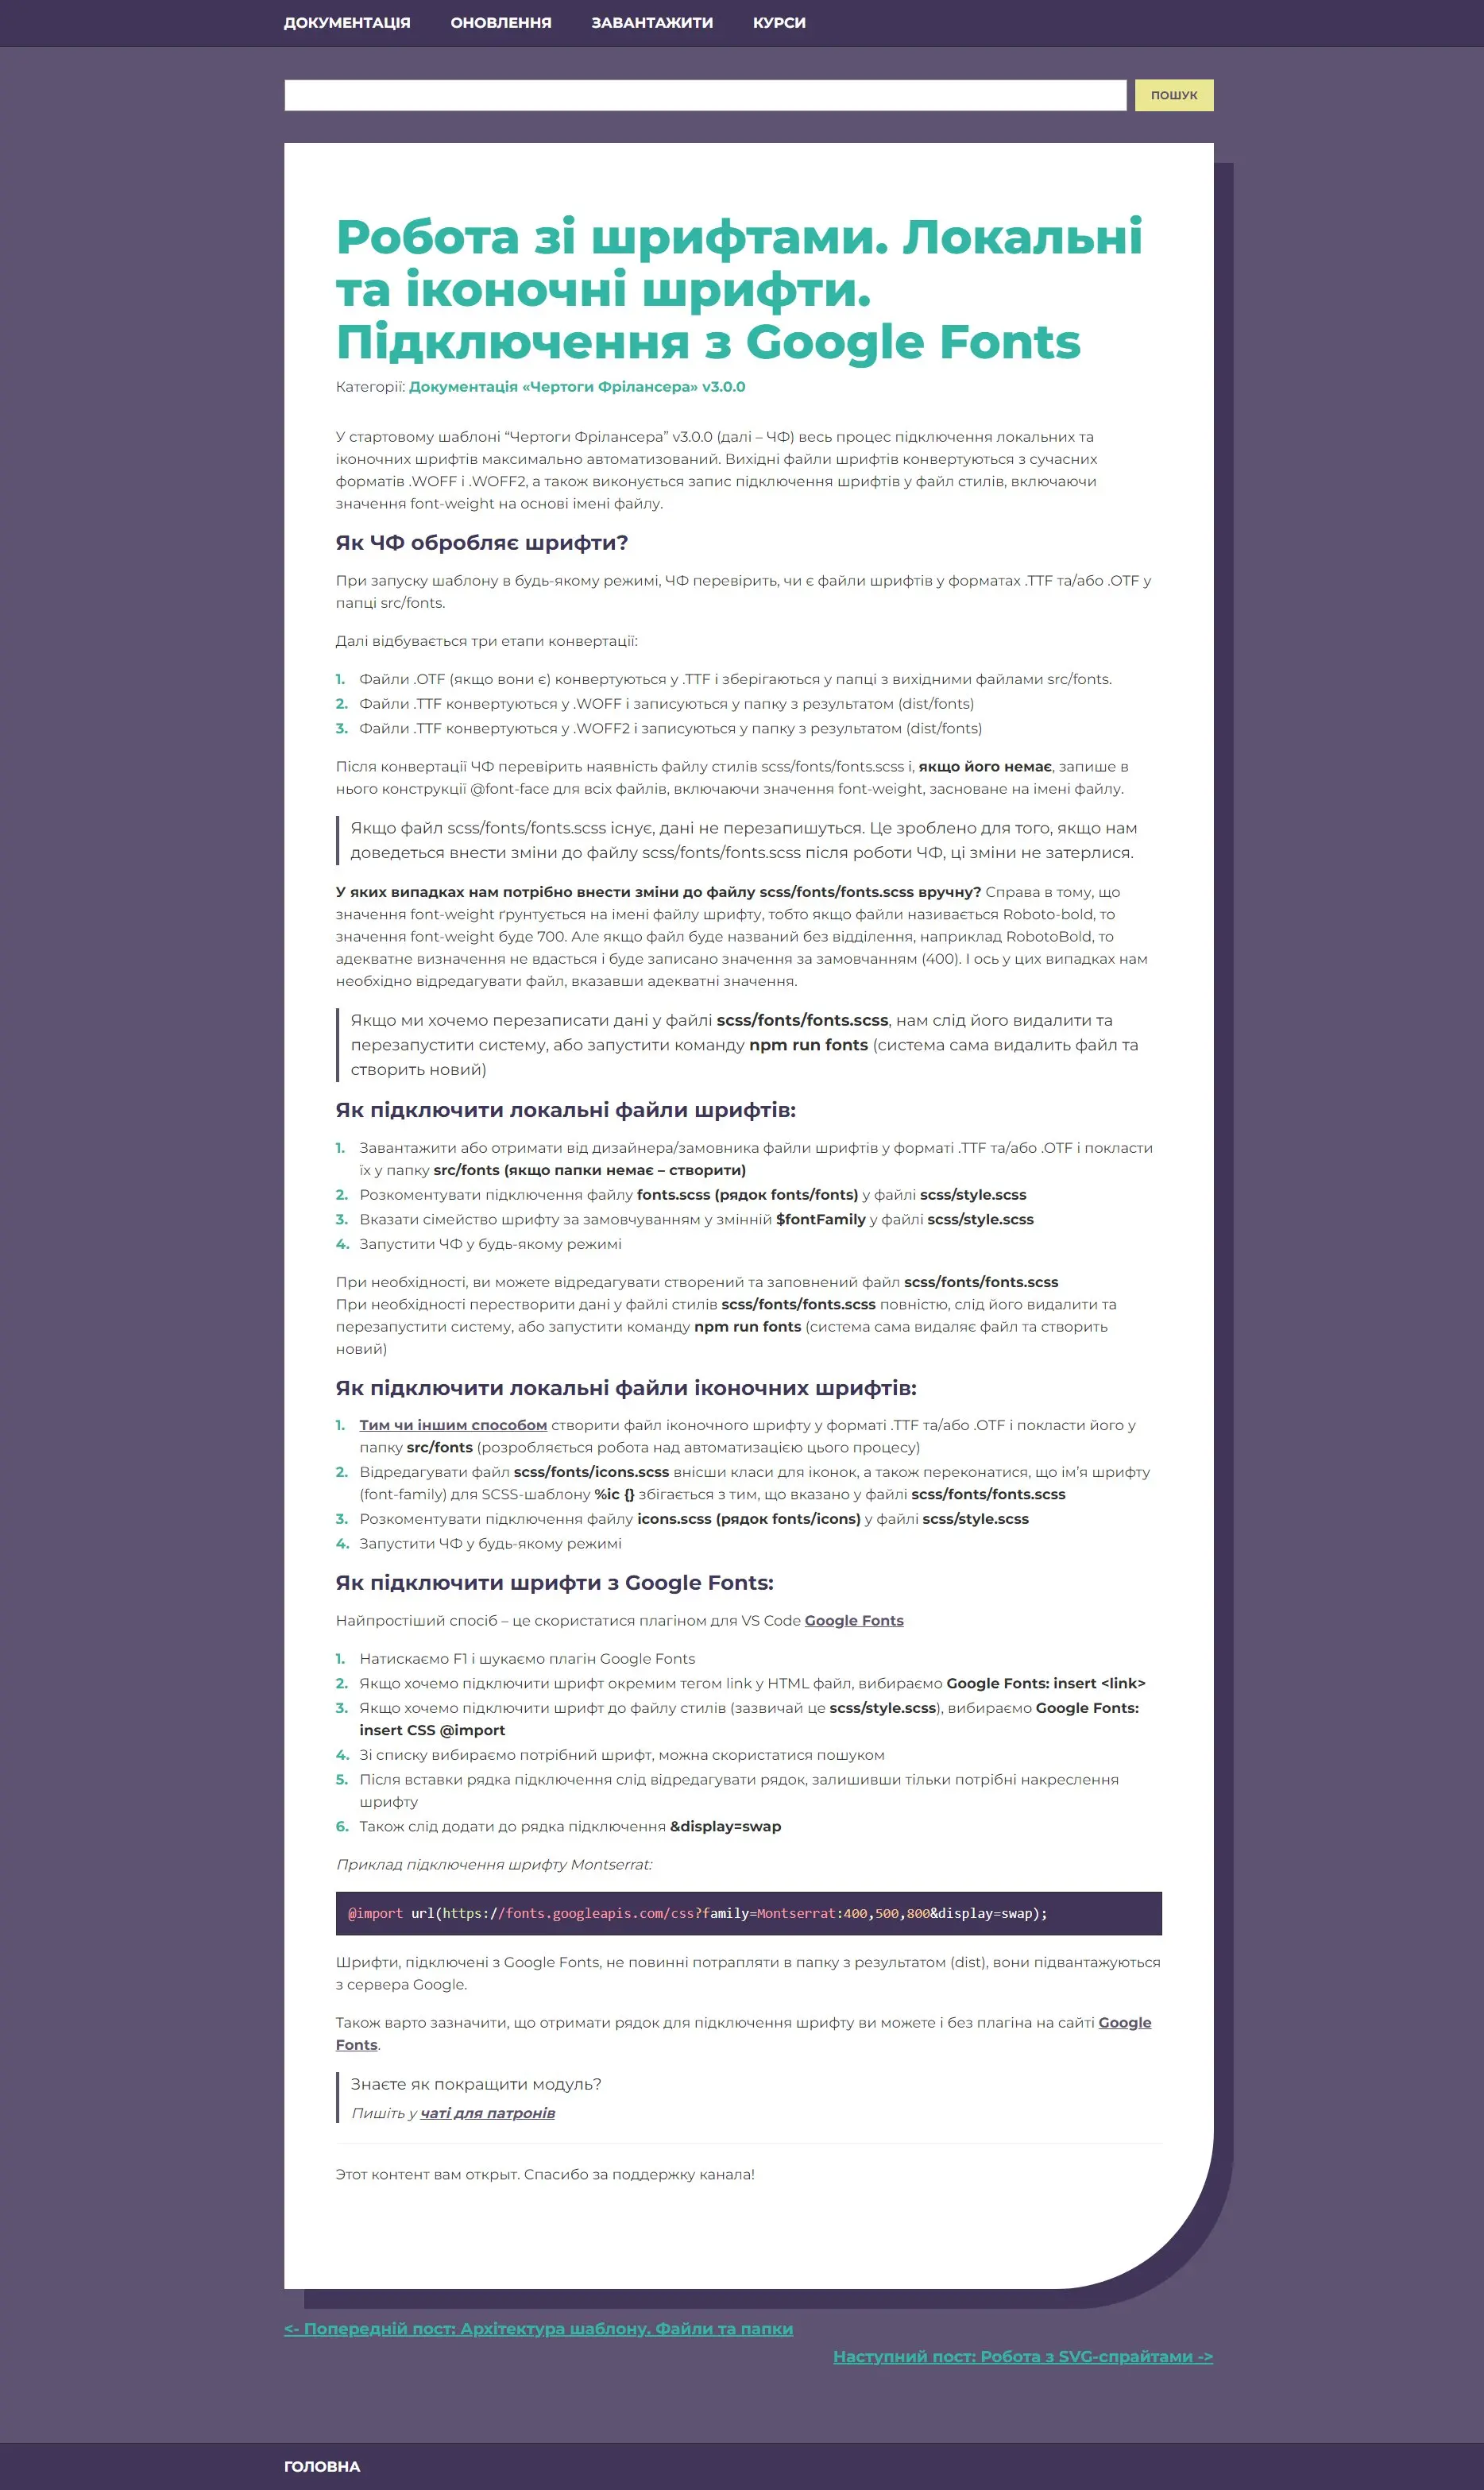 ДОКУМЕНТАЦІЯ ОНОВЛЕННЯ ЗАВАНТАЖИТИ КУРСИ
ПОШУК
Робота зі шрифтами. Локальні
та іконочні шрифти.
Підключення з Google Fonts
Категорії: Документація «Чертоги Фрілансера» v3.0.0
У стартовому шаблоні “Чертоги Фрілансера” v3.0.0 (далі – ЧФ) весь процес підключення локальних та
іконочних шрифтів максимально автоматизований. Вихідні файли шрифтів конвертуються з сучасних
форматів .WOFF і .WOFF2, а також виконується запис підключення шрифтів у файл стилів, включаючи
значення font-weight на основі імені файлу.
Як ЧФ обробляє шрифти?
При запуску шаблону в будь-якому режимі, ЧФ перевірить, чи є файли шрифтів у форматах .TTF та/або .OTF у
папці src/fonts.
Далі відбувається три етапи конвертації:
1. Файли .OTF (якщо вони є) конвертуються у .TTF і зберігаються у папці з вихідними файлами src/fonts.
2. Файли .TTF конвертуються у .WOFF і записуються у папку з результатом (dist/fonts)
3. Файли .TTF конвертуються у .WOFF2 і записуються у папку з результатом (dist/fonts)
Після конвертації ЧФ перевірить наявність файлу стилів scss/fonts/fonts.scss і, якщо його немає, запише в
нього конструкції @font-face для всіх файлів, включаючи значення font-weight, засноване на імені файлу.
Якщо файл scss/fonts/fonts.scss існує, дані не перезапишуться. Це зроблено для того, якщо нам
доведеться внести зміни до файлу scss/fonts/fonts.scss після роботи ЧФ, ці зміни не затерлися.
У яких випадках нам потрібно внести зміни до файлу scss/fonts/fonts.scss вручну? Справа в тому, що
значення font-weight ґрунтується на імені файлу шрифту, тобто якщо файли називається Roboto-bold, то
значення font-weight буде 700. Але якщо файл буде названий без відділення, наприклад RobotoBold, то
адекватне визначення не вдасться і буде записано значення за замовчанням (400). І ось у цих випадках нам
необхідно відредагувати файл, вказавши адекватні значення.
Якщо ми хочемо перезаписати дані у файлі scss/fonts/fonts.scss, нам слід його видалити та
перезапустити систему, або запустити команду npm run fonts (система сама видалить файл та
створить новий)
Як підключити локальні файли шрифтів:
1. Завантажити або отримати від дизайнера/замовника файли шрифтів у форматі .TTF та/або .OTF і покласти
їх у папку src/fonts (якщо папки немає – створити)
2. Розкоментувати підключення файлу fonts.scss (рядок fonts/fonts) у файлі scss/style.scss
3. Вказати сімейство шрифту за замовчуванням у змінній $fontFamily у файлі scss/style.scss
4. Запустити ЧФ у будь-якому режимі
При необхідності, ви можете відредагувати створений та заповнений файл scss/fonts/fonts.scss
При необхідності перестворити дані у файлі стилів scss/fonts/fonts.scss повністю, слід його видалити та
перезапустити систему, або запустити команду npm run fonts (система сама видаляє файл та створить
новий)
Як підключити локальні файли іконочних шрифтів:
1. Тим чи іншим способом створити файл іконочного шрифту у форматі .TTF та/або .OTF і покласти його у
папку src/fonts (розробляється робота над автоматизацією цього процесу)
2. Відредагувати файл scss/fonts/icons.scss внісши класи для іконок, а також переконатися, що ім’я шрифту
(font-family) для SCSS-шаблону %ic {} збігається з тим, що вказано у файлі scss/fonts/fonts.scss
3. Розкоментувати підключення файлу icons.scss (рядок fonts/icons) у файлі scss/style.scss
4. Запустити ЧФ у будь-якому режимі
Як підключити шрифти з Google Fonts:
Найпростіший спосіб – це скористатися плагіном для VS Code Google Fonts
1. Натискаємо F1 і шукаємо плагін Google Fonts
2. Якщо хочемо підключити шрифт окремим тегом link у HTML файл, вибираємо Google Fonts: insert <link>
3. Якщо хочемо підключити шрифт до файлу стилів (зазвичай це scss/style.scss), вибираємо Google Fonts:
insert CSS @import
4. Зі списку вибираємо потрібний шрифт, можна скористатися пошуком
5. Після вставки рядка підключення слід відредагувати рядок, залишивши тільки потрібні накреслення
шрифту
6. Також слід додати до рядка підключення &display=swap
Приклад підключення шрифту Montserrat:
@import url(https://fonts.googleapis.com/css?family=Montserrat:400,500,800&display=swap);
Шрифти, підключені з Google Fonts, не повинні потрапляти в папку з результатом (dist), вони підвантажуються
з сервера Google.
Також варто зазначити, що отримати рядок для підключення шрифту ви можете і без плагіна на сайті Google
Fonts.
Знаєте як покращити модуль?
Пишіть у чаті для патронів
Этот контент вам открыт. Спасибо за поддержку канала!
<- Попередній пост: Архітектура шаблону. Файли та папки
Наступний пост: Робота з SVG-спрайтами ->
ГОЛОВНА